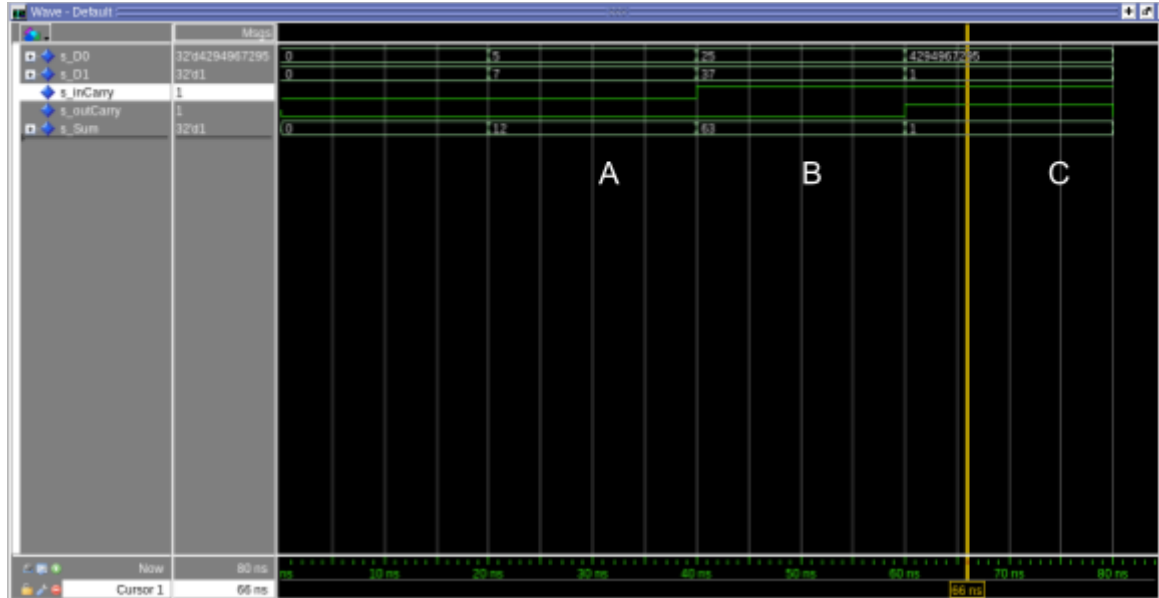 Wave - Default
Msgs
s_D0 32'd4294967295 0 5 25 4294967295
s_D1 32'd1 0 7 37 1
s_inCarry 1
s_outCarry 1
s_Sum 32'd1 0 12 63 1
A B C
Now 80 ns ns 10 ns 20 ns 30 ns 40 ns 50 ns 60 ns 70 ns 80 ns
Cursor 1 66 ns 66 ns